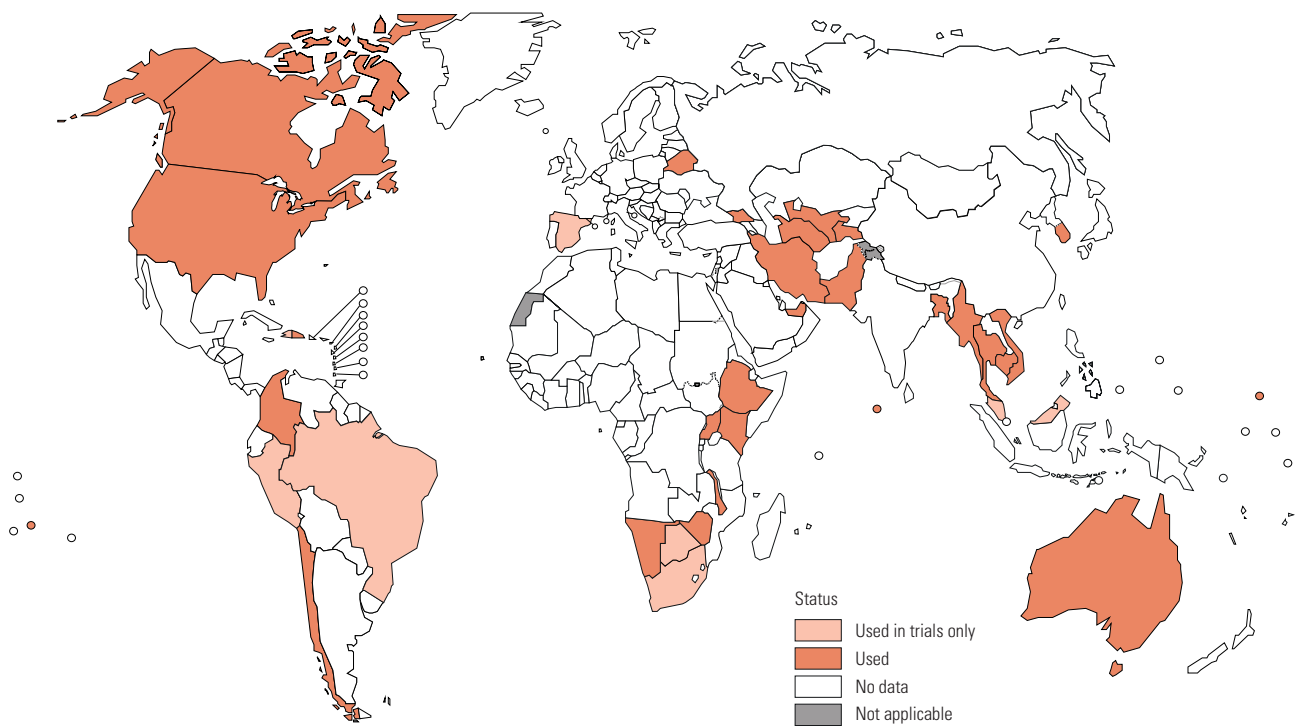 Status
Used in trials only
Used
No data
Not applicable